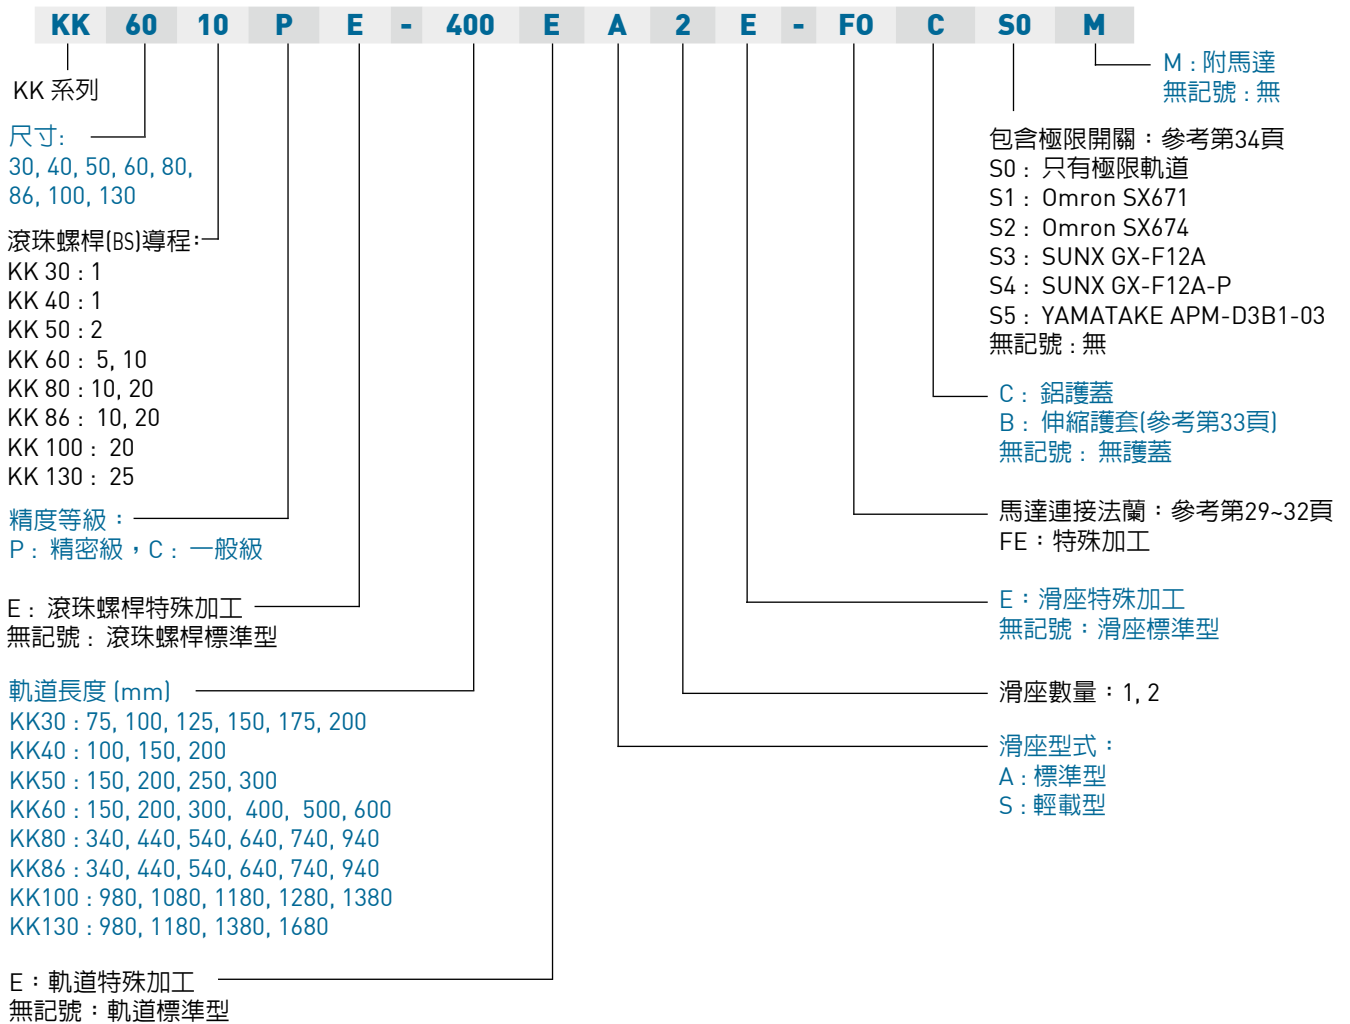 KK 60 10 P E - 400 E A 2 E - F0 C S0 M
KK 系列
尺寸:
30, 40, 50, 60, 80,
86, 100, 130
滾珠螺桿(BS)導程:
KK 30 : 1
KK 40 : 1
KK 50 : 2
KK 60 : 5, 10
KK 80 : 10, 20
KK 86 : 10, 20
KK 100 : 20
KK 130 : 25
精度等級：
P : 精密級，C : 一般級
E : 滾珠螺桿特殊加工
無記號 : 滾珠螺桿標準型
軌道長度 (mm)
KK30 : 75, 100, 125, 150, 175, 200
KK40 : 100, 150, 200
KK50 : 150, 200, 250, 300
KK60 : 150, 200, 300, 400, 500, 600
KK80 : 340, 440, 540, 640, 740, 940
KK86 : 340, 440, 540, 640, 740, 940
KK100 : 980, 1080, 1180, 1280, 1380
KK130 : 980, 1180, 1380, 1680
E：軌道特殊加工
無記號：軌道標準型
M : 附馬達
無記號 : 無
包含極限開關：參考第34頁
S0 : 只有極限軌道
S1 : Omron SX671
S2 : Omron SX674
S3 : SUNX GX-F12A
S4 : SUNX GX-F12A-P
S5 : YAMATAKE APM-D3B1-03
無記號 : 無
C : 鋁護蓋
B : 伸縮護套(參考第33頁)
無記號 : 無護蓋
馬達連接法蘭：參考第29~32頁
FE：特殊加工
E：滑座特殊加工
無記號：滑座標準型
滑座數量：1, 2
滑座型式：
A : 標準型
S : 輕載型